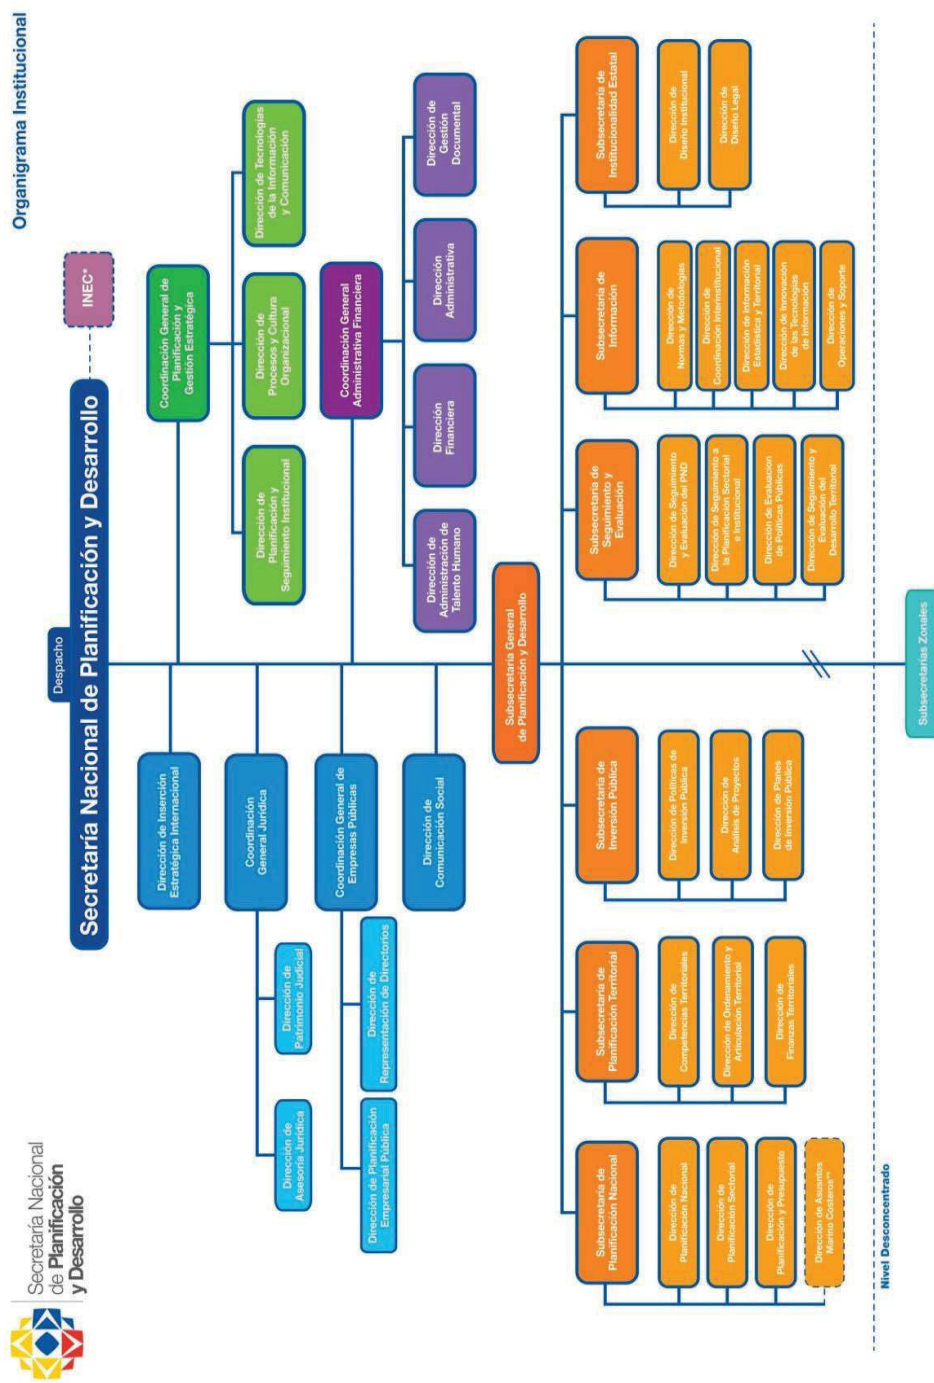 Secretaría Nacional
de Planificación
y Desarrollo
Organigrama Institucional
Despacho
Secretaría Nacional de Planificación y Desarrollo
INEC*
Dirección de Inserción
Estratégica Internacional
Coordinación
General Jurídica
Dirección de
Asesoría Jurídica
Dirección de
Patrimonio Judicial
Coordinación General de
Empresas Públicas
Dirección de Planificación
Empresarial Pública
Dirección de
Representación de Directorios
Dirección de
Comunicación Social
Coordinación General de
Planificación y
Gestión Estratégica
Dirección de
Planificación y
Seguimiento Institucional
Dirección de
Procesos y Cultura
Organizacional
Dirección de Tecnologías
de la Información
y Comunicación
Coordinación General
Administrativa Financiera
Dirección de
Administración de
Talento Humano
Dirección
Financiera
Dirección
Administrativa
Dirección de
Gestión
Documental
Subsecretaría General
de Planificación y Desarrollo
Subsecretaría de
Planificación Nacional
Dirección de
Planificación Nacional
Dirección de
Planificación Sectorial
Dirección de
Planificación y Presupuesto
Dirección de Asuntos
Marino Costeros**
Subsecretaría de
Planificación Territorial
Dirección de
Competencias Territoriales
Dirección de Ordenamiento y
Articulación Territorial
Dirección de
Finanzas Territoriales
Subsecretaría de
Inversión Pública
Dirección de Políticas de
Inversión Pública
Dirección de
Análisis de Proyectos
Dirección de Planes
de Inversión Pública
Subsecretaría de
Seguimiento y
Evaluación
Dirección de Seguimiento
y Evaluación del PND
Dirección de Seguimiento a
la Planificación Sectorial
e Institucional
Dirección de Evaluacion
de Políticas Públicas
Dirección de Seguimiento y
Evaluación del
Desarrollo Territorial
Subsecretaria de
Información
Dirección de
Normas y Metodologías
Dirección de
Coordinación Interinstitucional
Dirección de Información
Estadística y Territorial
Dirección de Innovación
de las Tecnologías
de Información
Dirección de
Operaciones y Soporte
Subsecretaría de
Institucionalidad Estatal
Dirección de
Diseño Institucional
Dirección de
Diseño Legal
Nivel Desconcentrado
Subsecretarías Zonales